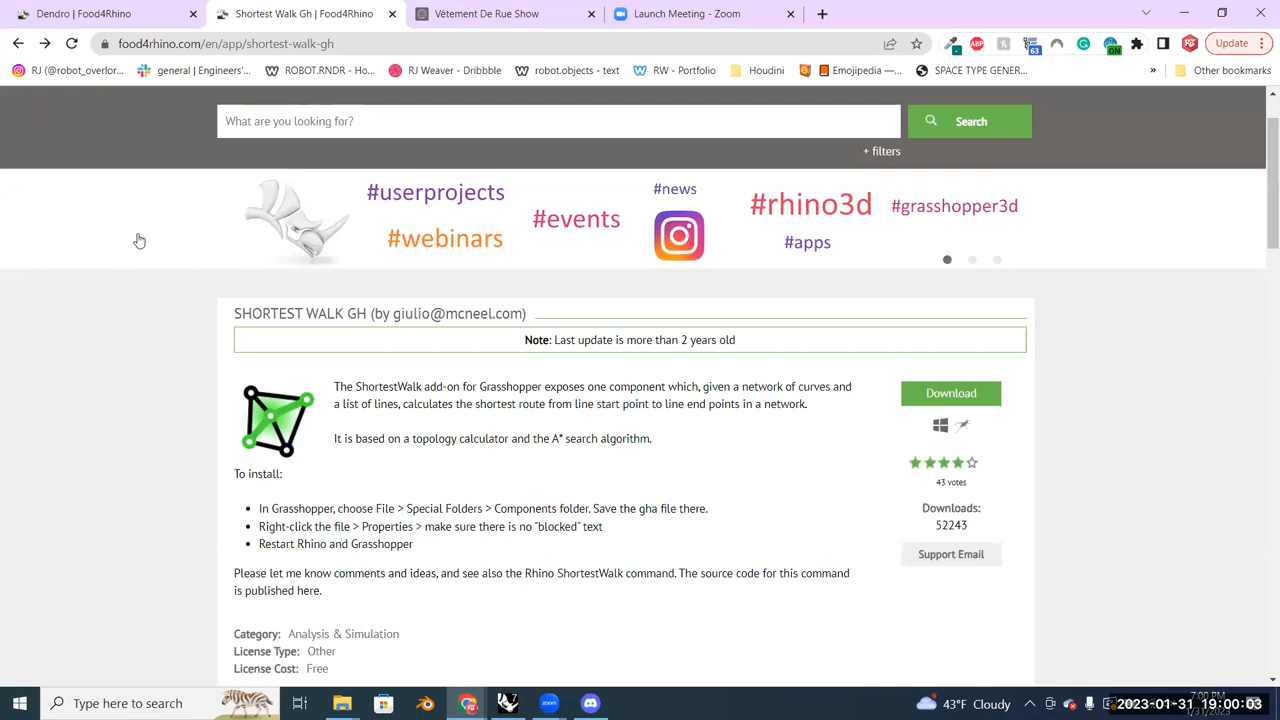 Dendro | Food4Rhino
Shortest Walk Gh | Food4Rhino
Vêtement De Rue Show
Launch Meeting - Zoom
food4rhino.com/en/app/shortest-walk-gh
ABP
63
ON
Update
RJ (@robot_overlor...
general | Engineers'...
ROBOT.RNDR - Ho...
RJ Weaver - Dribbble
robot.objects - text
RW - Portfolio
Houdini
Emojipedia —...
SPACE TYPE GENER...
»
Other bookmarks
What are you looking for?
Search
+ filters
#userprojects
#webinars
#events
#news
#rhino3d
#apps
#grasshopper3d
SHORTEST WALK GH (by giulio@mcneel.com)
Note: Last update is more than 2 years old
The ShortestWalk add-on for Grasshopper exposes one component which, given a network of curves and
a list of lines, calculates the shortest route from line start point to line end points in a network.
It is based on a topology calculator and the A* search algorithm.
To install:
• In Grasshopper, choose File > Special Folders > Components folder. Save the gha file there.
• Right-click the file > Properties > make sure there is no "blocked" text
• Restart Rhino and Grasshopper
Please let me know comments and ideas, and see also the Rhino ShortestWalk command. The source code for this command
is published here.
Category: Analysis & Simulation
License Type: Other
License Cost: Free
Download
43 votes
Downloads:
52243
Support Email
Type here to search
zoom
43°F Cloudy
7:00 PM
2023-01-31 19:00:03
1/31/2023